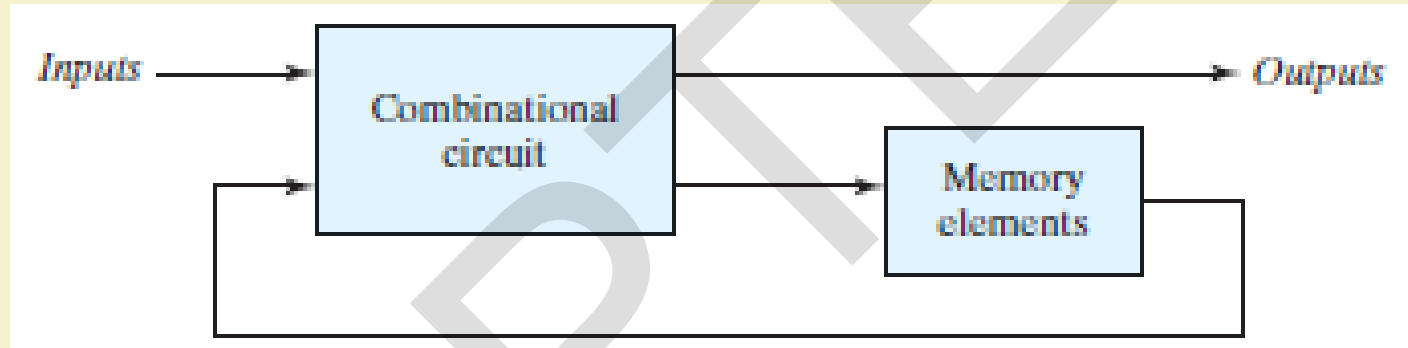 Inputs
Combinational
circuit
Outputs
Memory
elements